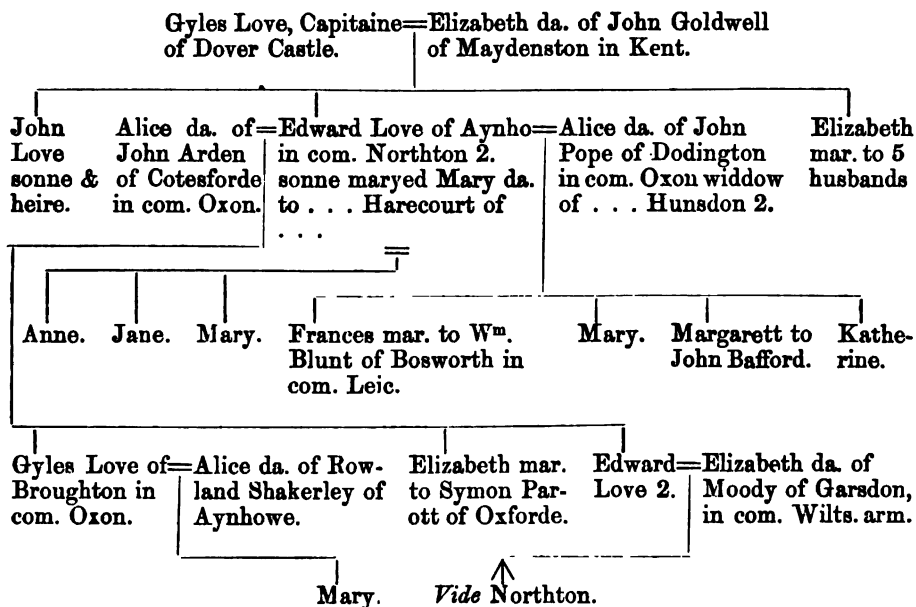 Gyles Love, Capitaine=Elizabeth da. of John Goldwell
of Dover Castle. of Maydenston in Kent.
John
Love
sonne &
heire.
Alice da. of
John Arden
of Cotesforde
in com. Oxon.
=Edward Love of Aynho=
in com. Northton 2.
sonne maryed Mary da.
to . . . Harecourt of
. . .
Alice da. of John
Pope of Dodington
in com. Oxon widdow
of . . . Hunsdon 2.
Elizabeth
mar. to 5
husbands
Anne.
Jane.
Mary.
Frances mar. to Wm.
Blunt of Bosworth in
com. Leic.
Mary.
Margarett to
John Bafford.
Kathe-
rine.
Gyles Love of
Broughton in
com. Oxon.
=Alice da. of Row-
land Shakerley of
Aynhowe.
Elizabeth mar.
to Symon Par-
ott of Oxforde.
Edward
Love 2.
=Elizabeth da. of
Moody of Garsdon,
in com. Wilts. arm.
Mary.
Vide Northton.